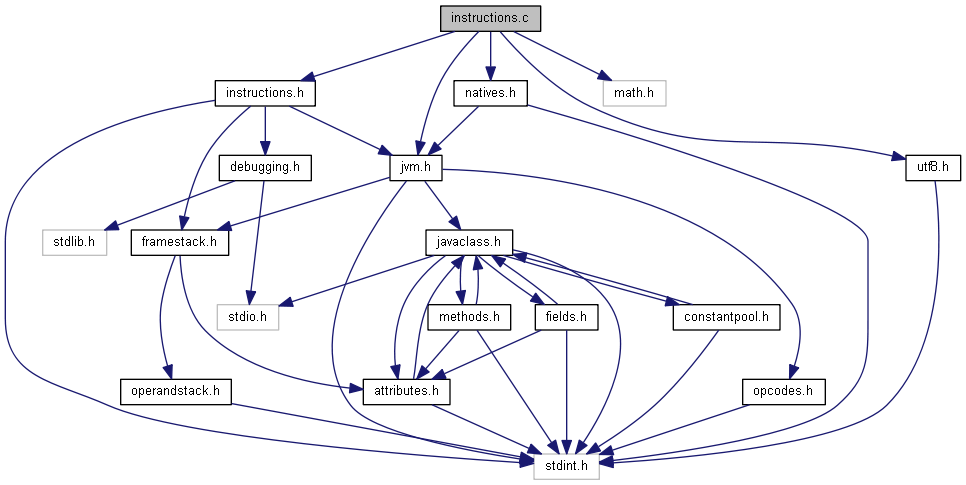 instructions.c
instructions.h
natives.h
math.h
debugging.h
jvm.h
utf8.h
stdlib.h
framestack.h
javaclass.h
stdio.h
methods.h
fields.h
constantpool.h
operandstack.h
attributes.h
opcodes.h
stdint.h